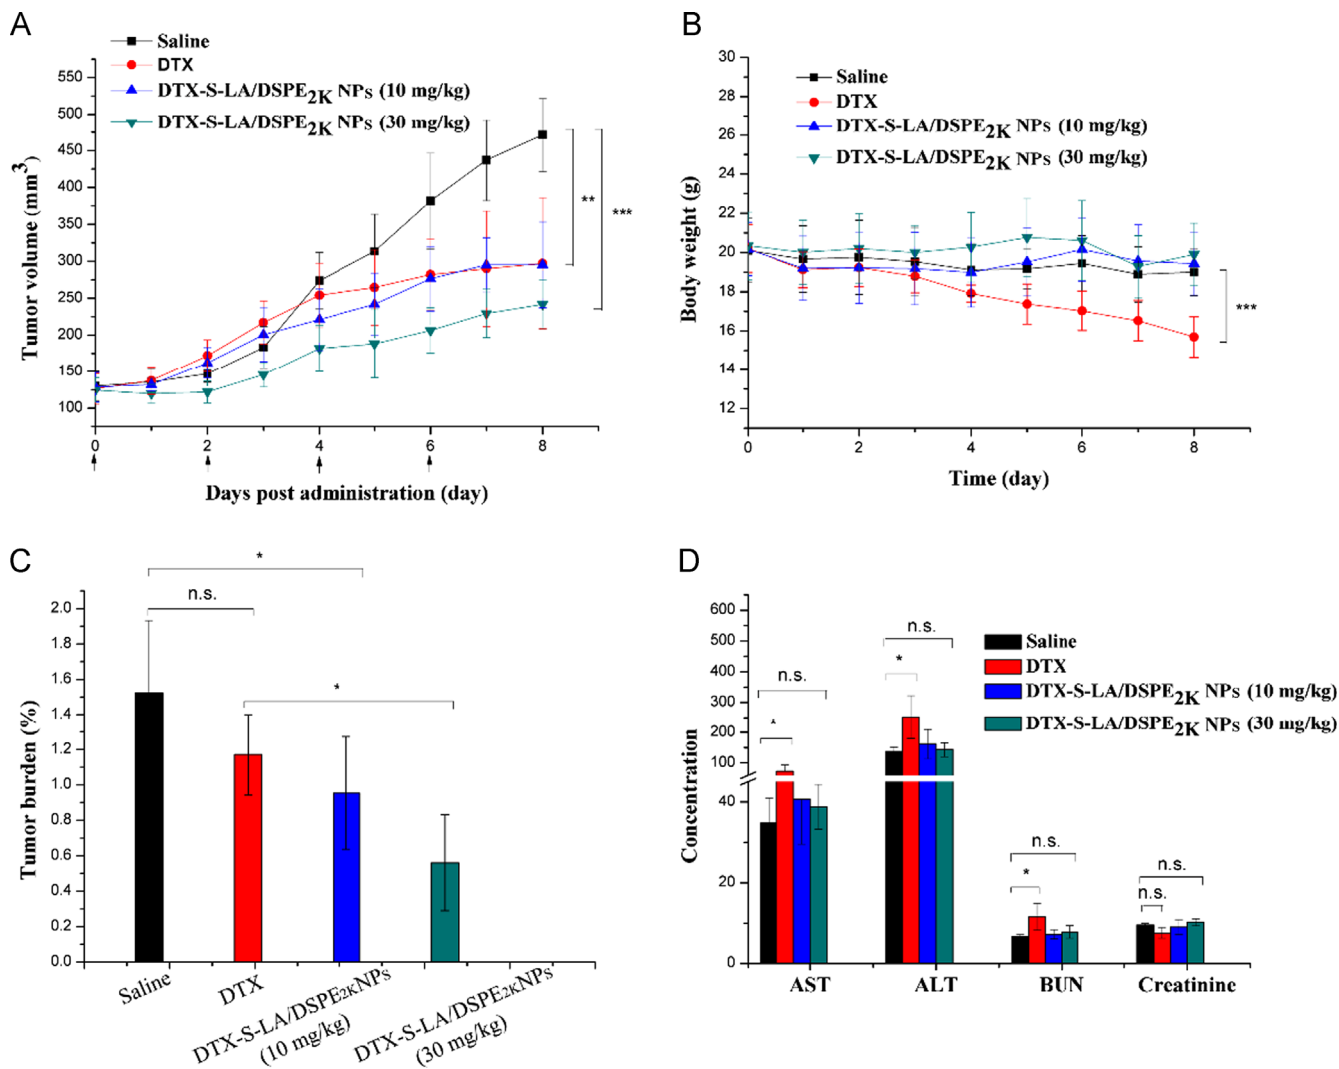 A
Saline
DTX
DTX-S-LA/DSPE2K NPs (10 mg/kg)
DTX-S-LA/DSPE2K NPs (30 mg/kg)
Tumor volume (mm3)
550
500
450
400
350
300
250
200
150
100
**
***
0 2 4 6 8
Days post administration (day)
B
Saline
DTX
DTX-S-LA/DSPE2K NPs (10 mg/kg)
DTX-S-LA/DSPE2K NPs (30 mg/kg)
Body weight (g)
30
28
26
24
22
20
18
16
14
12
***
0 2 4 6 8
Time (day)
C
*
n.s.
*
Tumor burden (%)
2.0
1.8
1.6
1.4
1.2
1.0
0.8
0.6
0.4
0.2
0.0
Saline
DTX
DTX-S-LA/DSPE2KNPs
(10 mg/kg)
DTX-S-LA/DSPE2KNPs
(30 mg/kg)
D
Saline
DTX
DTX-S-LA/DSPE2K NPs (10 mg/kg)
DTX-S-LA/DSPE2K NPs (30 mg/kg)
Concentration
600
500
400
300
200
150
100
40
20
0
n.s.
*
n.s.
*
n.s.
*
n.s.
n.s.
AST ALT BUN Creatinine